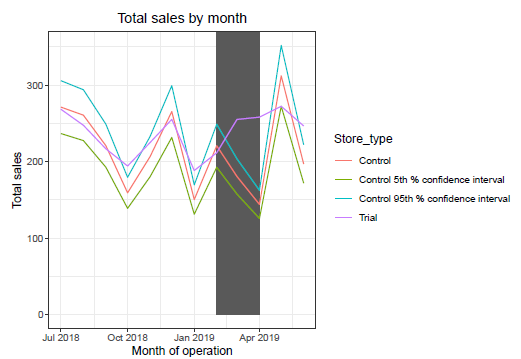 Total sales by month
Total sales
300
200
100
0
Jul 2018
Oct 2018
Jan 2019
Apr 2019
Month of operation
Store_type
Control
Control 5th % confidence interval
Control 95th % confidence interval
Trial